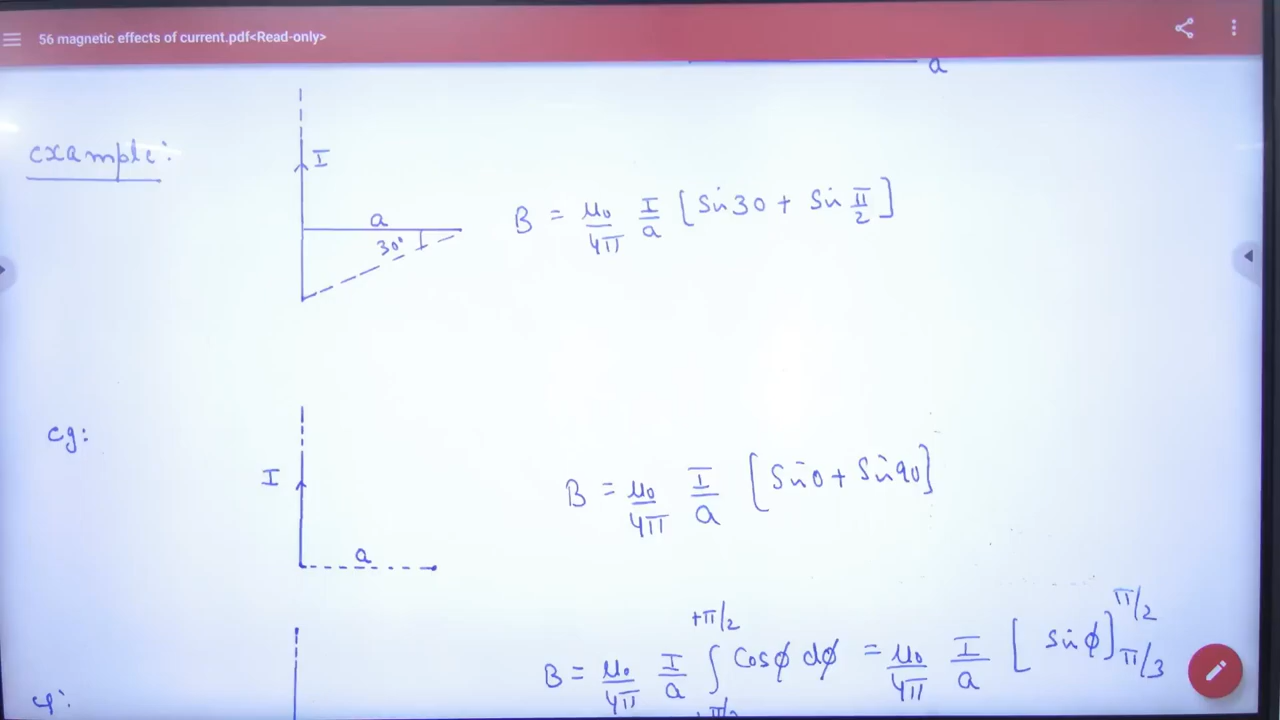 56 magnetic effects of current.pdf<Read-only>
a
example:
I
a
30°
B = μ₀/4π I/a [Sin30 + Sin π/2]
eg:
I
a
B = μ₀/4π I/a [Sin0 + Sin90]
B = μ₀/4π I/a ∫ +π/2 cosϕ dϕ = μ₀/4π I/a [sinϕ] π/2 π/3